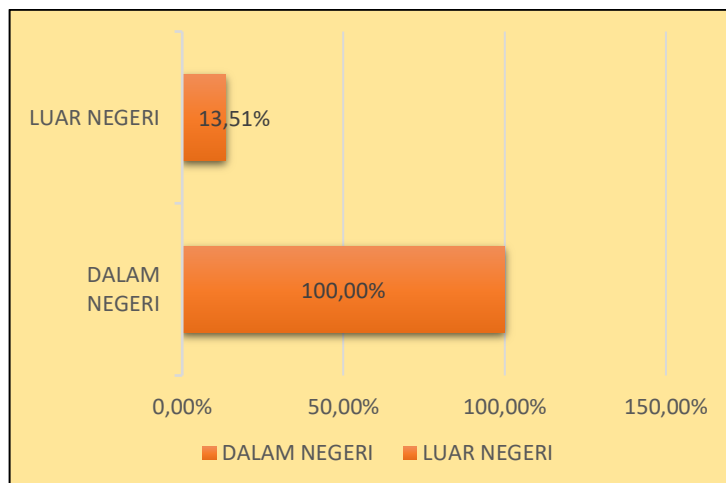 LUAR NEGERI
13,51%
DALAM
NEGERI
100,00%
0,00% 50,00% 100,00% 150,00%
DALAM NEGERI LUAR NEGERI